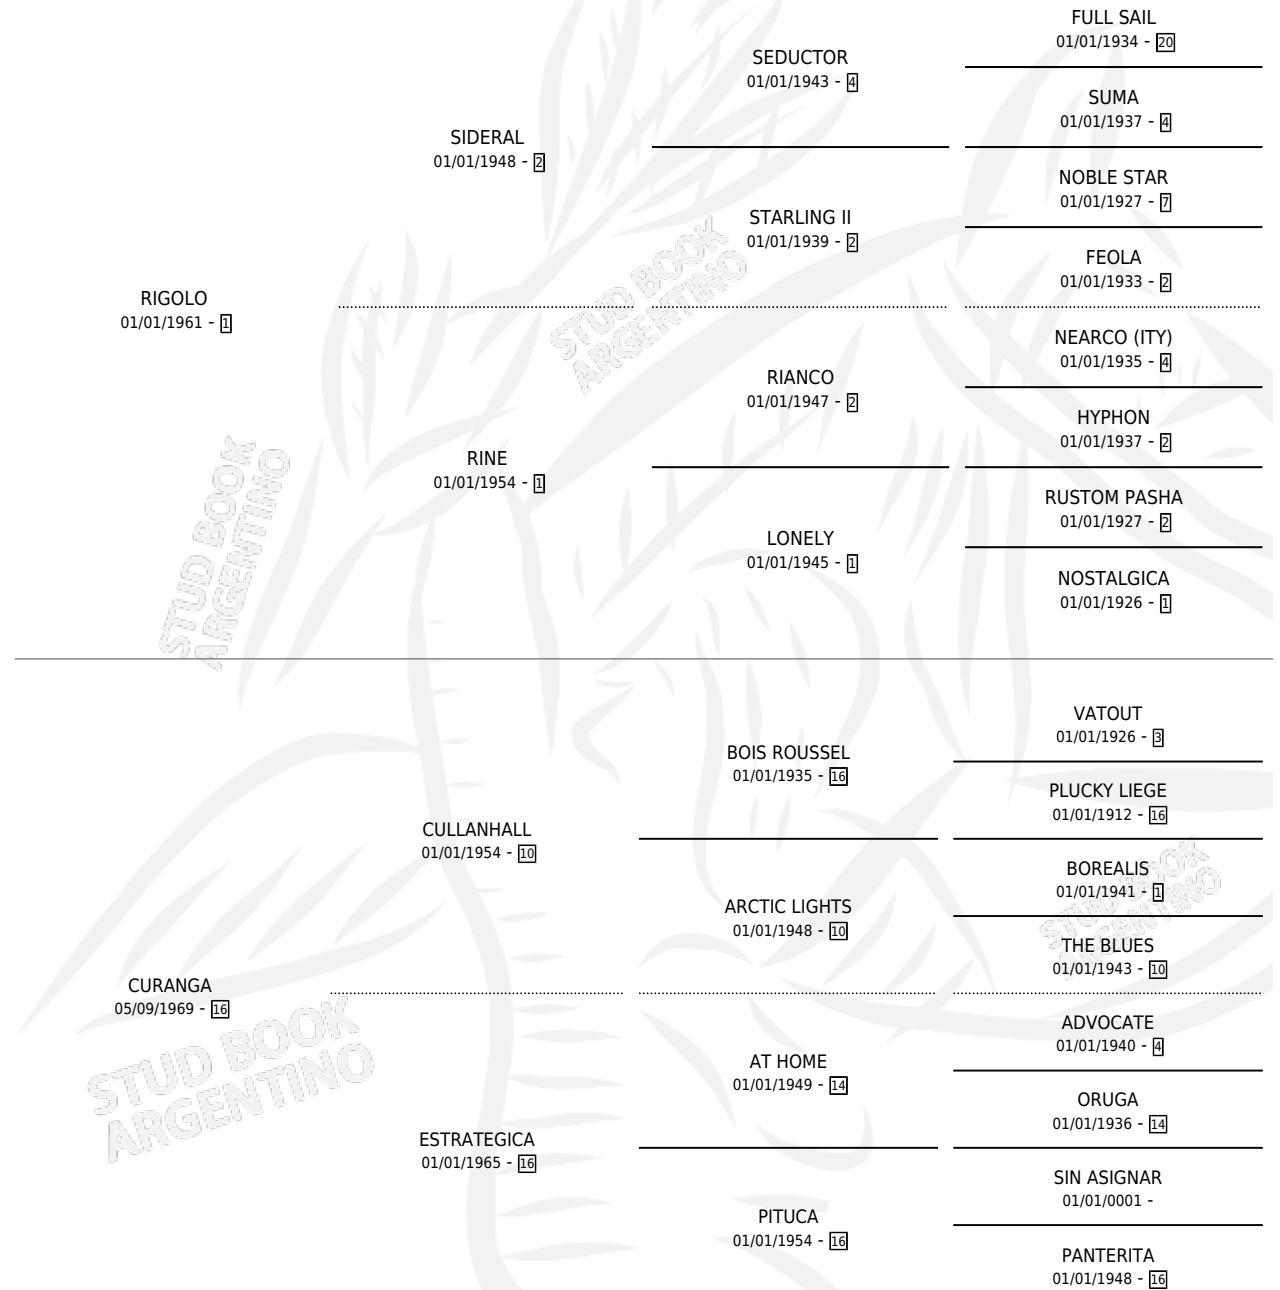 FULL SAIL
01/01/1934 - 20
SEDUCTOR
01/01/1943 - 4
SUMA
01/01/1937 - 4
SIDERAL
01/01/1948 - 2
NOBLE STAR
01/01/1927 - 7
STARLING II
01/01/1939 - 2
FEOLA
01/01/1933 - 2
RIGOLO
01/01/1961 - 1
NEARCO (ITY)
01/01/1935 - 4
RIANCO
01/01/1947 - 2
HYPHON
01/01/1937 - 2
RINE
01/01/1954 - 1
RUSTOM PASHA
01/01/1927 - 2
LONELY
01/01/1945 - 1
NOSTALGICA
01/01/1926 - 1
VATOUT
01/01/1926 - 3
BOIS ROUSSEL
01/01/1935 - 16
PLUCKY LIEGE
01/01/1912 - 16
CULLANHALL
01/01/1954 - 10
BOREALIS
01/01/1941 - 1
ARCTIC LIGHTS
01/01/1948 - 10
THE BLUES
01/01/1943 - 10
CURANGA
05/09/1969 - 16
ADVOCATE
01/01/1940 - 4
AT HOME
01/01/1949 - 14
ORUGA
01/01/1936 - 14
ESTRATEGICA
01/01/1965 - 16
SIN ASIGNAR
01/01/0001 -
PITUCA
01/01/1954 - 16
PANTERITA
01/01/1948 - 16
STUD BOOK
ARGENTINO
STUD BOOK
ARGENTINO
STUD BOOK
ARGENTINO
STUD BOOK
ARGENTINO